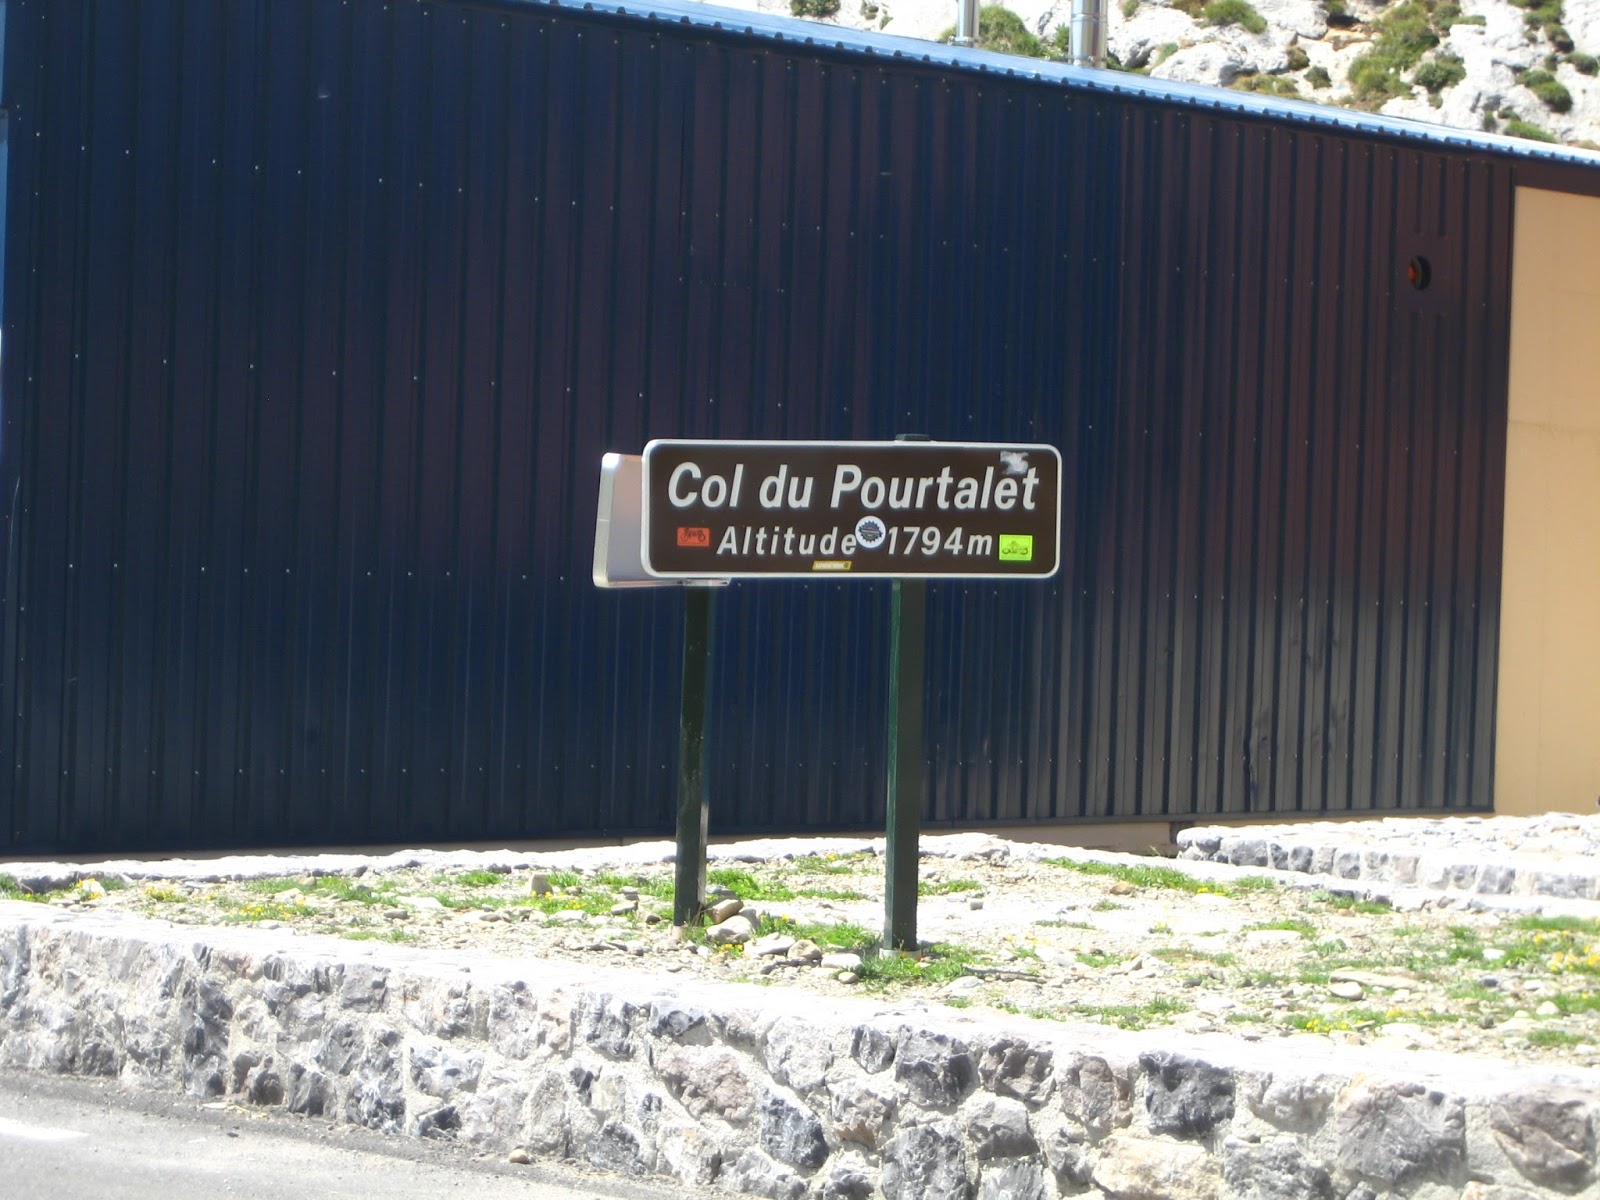 Col du Pourtalet
Altitude 1794m